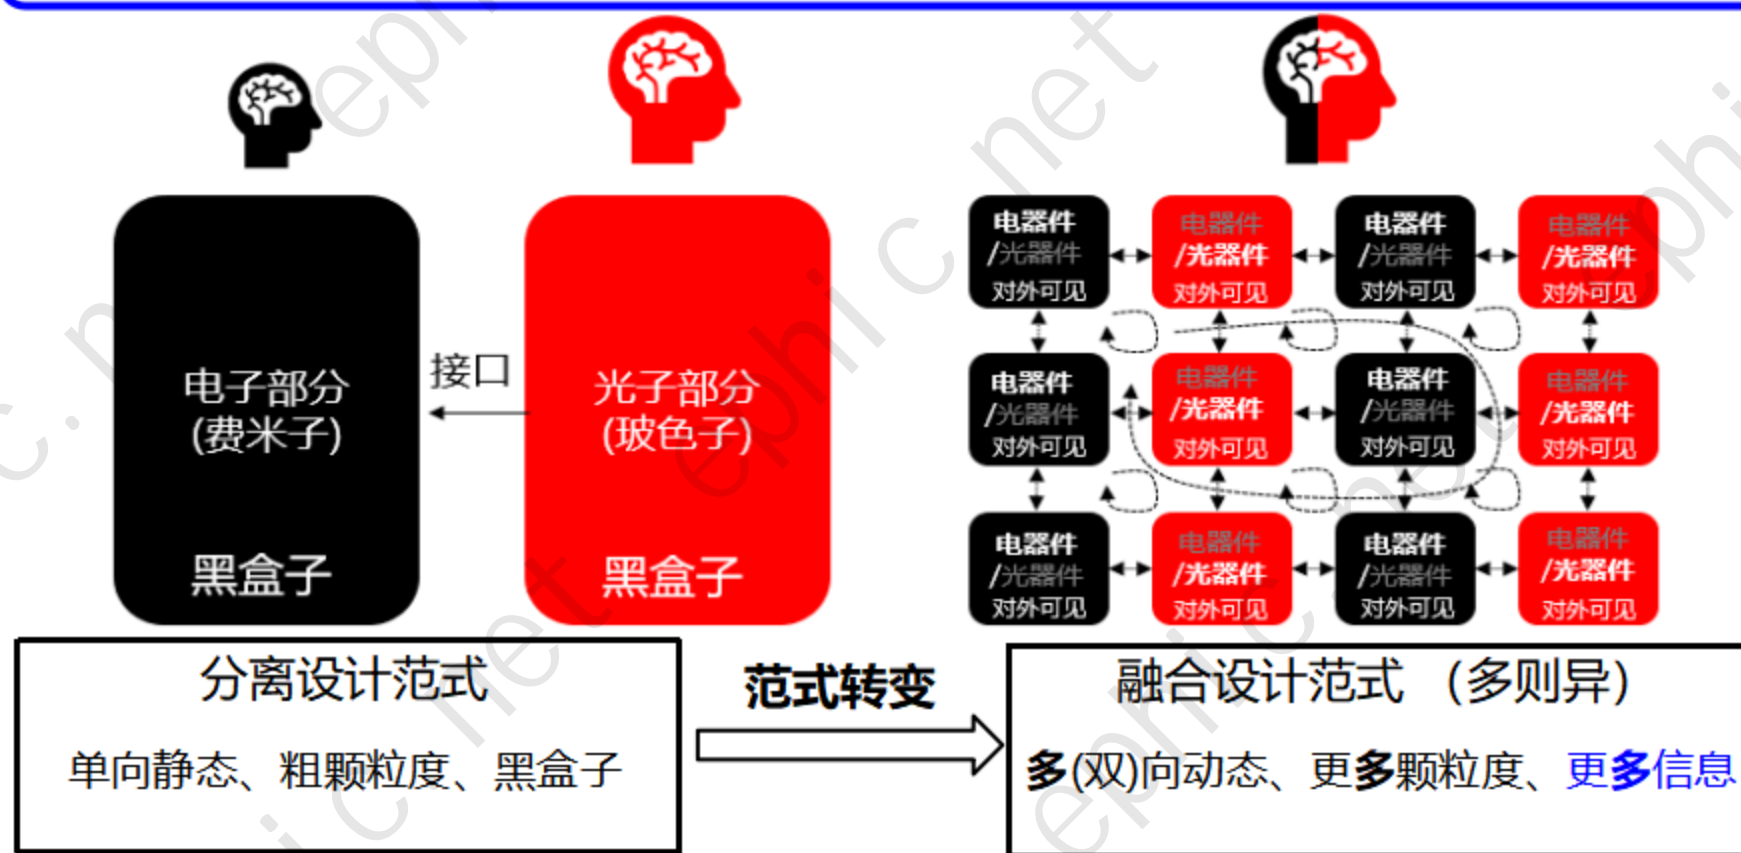 电子部分
(费米子)
黑盒子
接口
光子部分
(玻色子)
黑盒子
电器件
/光器件
对外可见
电器件
/光器件
对外可见
电器件
/光器件
对外可见
电器件
/光器件
对外可见
电器件
/光器件
对外可见
电器件
/光器件
对外可见
电器件
/光器件
对外可见
电器件
/光器件
对外可见
电器件
/光器件
对外可见
电器件
/光器件
对外可见
电器件
/光器件
对外可见
电器件
/光器件
对外可见
分离设计范式
单向静态、粗颗粒度、黑盒子
范式转变
融合设计范式 （多则异）
多(双)向动态、更多颗粒度、更多信息
ephic.net